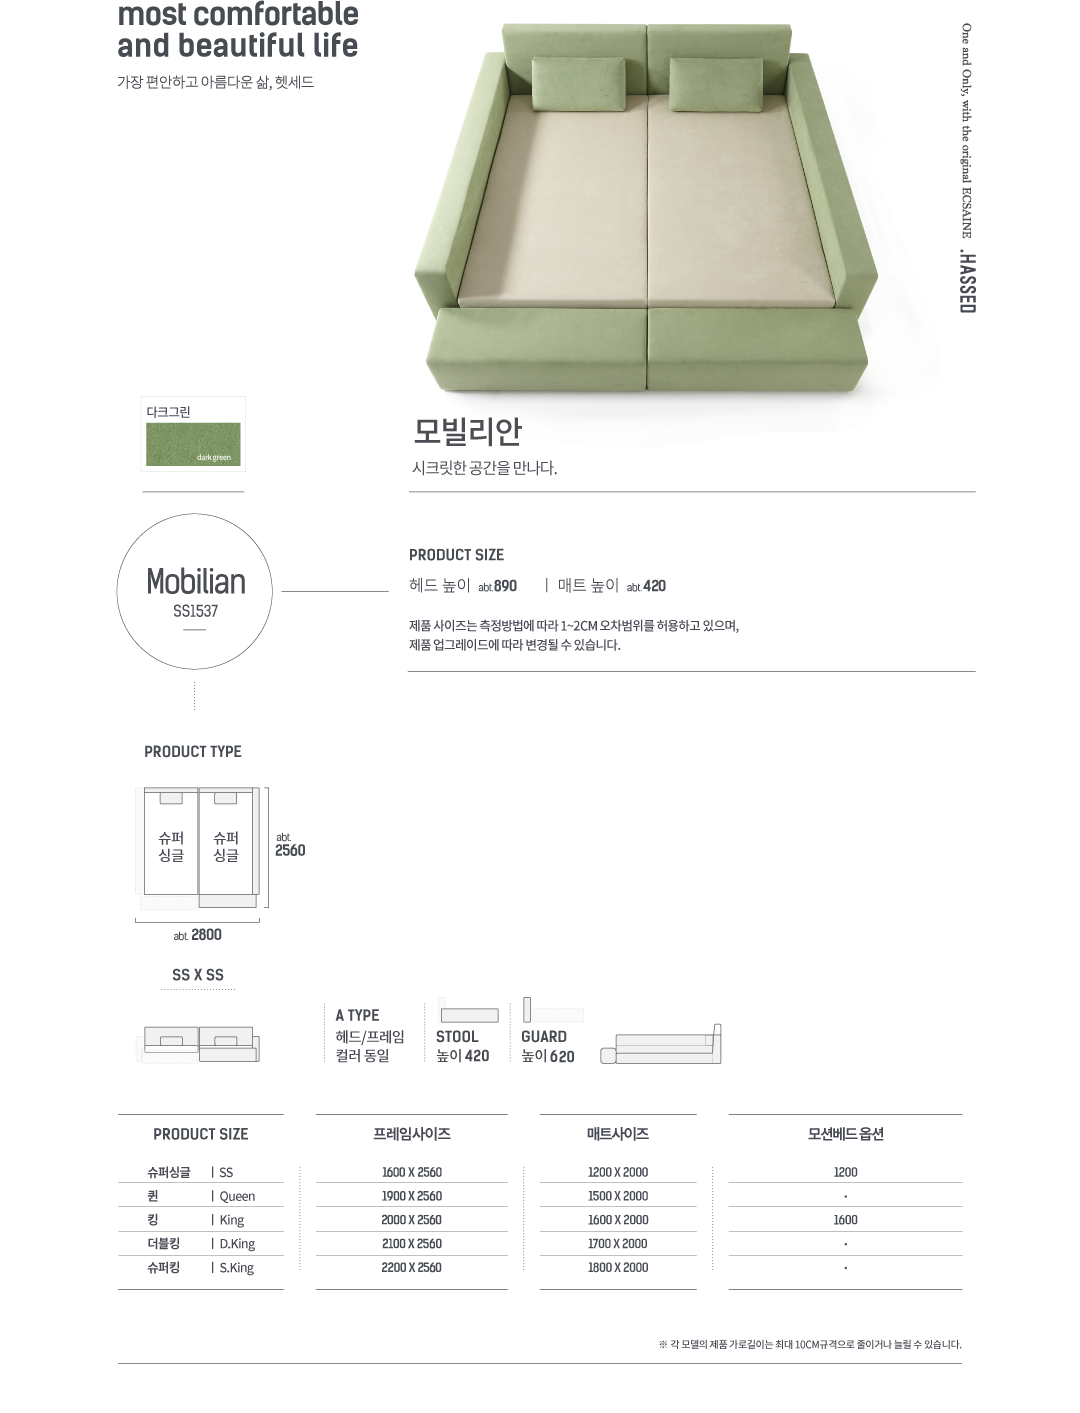 most comfortable
and beautiful life
가장 편안하고 아름다운 삶, 헷세드
One and Only, with the original ECSAINE .HASSED
다크그린
dark green
모빌리안
시크릿한 공간을 만나다.
Mobilian
SS1537
PRODUCT SIZE
헤드 높이 abt.890 | 매트 높이 abt.420
제품 사이즈는 측정방법에 따라 1~2CM 오차범위를 허용하고 있으며,
제품 업그레이드에 따라 변경될 수 있습니다.
PRODUCT TYPE
슈퍼 슈퍼
싱글 싱글
abt.
2560
abt. 2800
SS X SS
A TYPE
헤드/프레임
컬러 동일
STOOL
높이 420
GUARD
높이 620
PRODUCT SIZE 프레임사이즈 매트사이즈 모션베드 옵션
슈퍼싱글 | SS 1600 X 2560 1200 X 2000 1200
퀸 | Queen 1900 X 2560 1500 X 2000 -
킹 | King 2000 X 2560 1600 X 2000 1600
더블킹 | D.King 2100 X 2560 1700 X 2000 -
슈퍼킹 | S.King 2200 X 2560 1800 X 2000 -
※ 각 모델의 제품 가로길이는 최대 10CM규격으로 줄이거나 늘릴 수 있습니다.